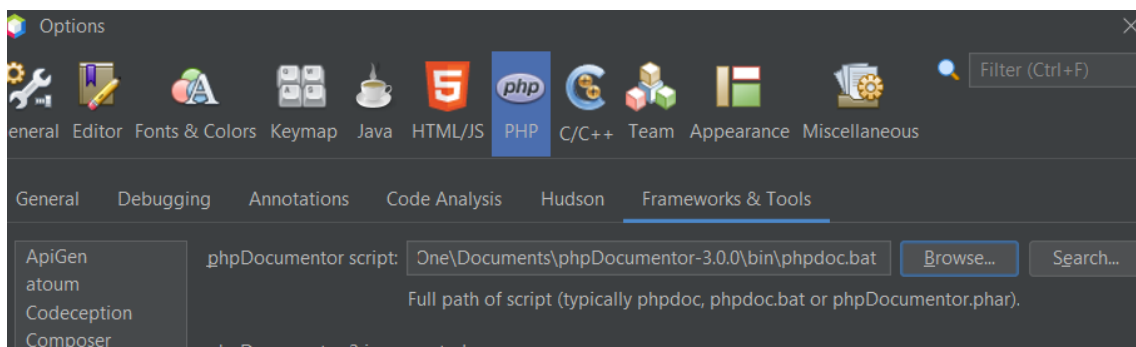 Options
eneral Editor Fonts & Colors Keymap Java HTML/JS php PHP C/C++ Team Appearance Miscellaneous Filter (Ctrl+F)
General Debugging Annotations Code Analysis Hudson Frameworks & Tools
ApiGen phpDocumentor script: One\Documents\phpDocumentor-3.0.0\bin\phpdoc.bat Browse... Search...
atoum Full path of script (typically phpdoc, phpdoc.bat or phpDocumentor.phar).
Codeception
Composer